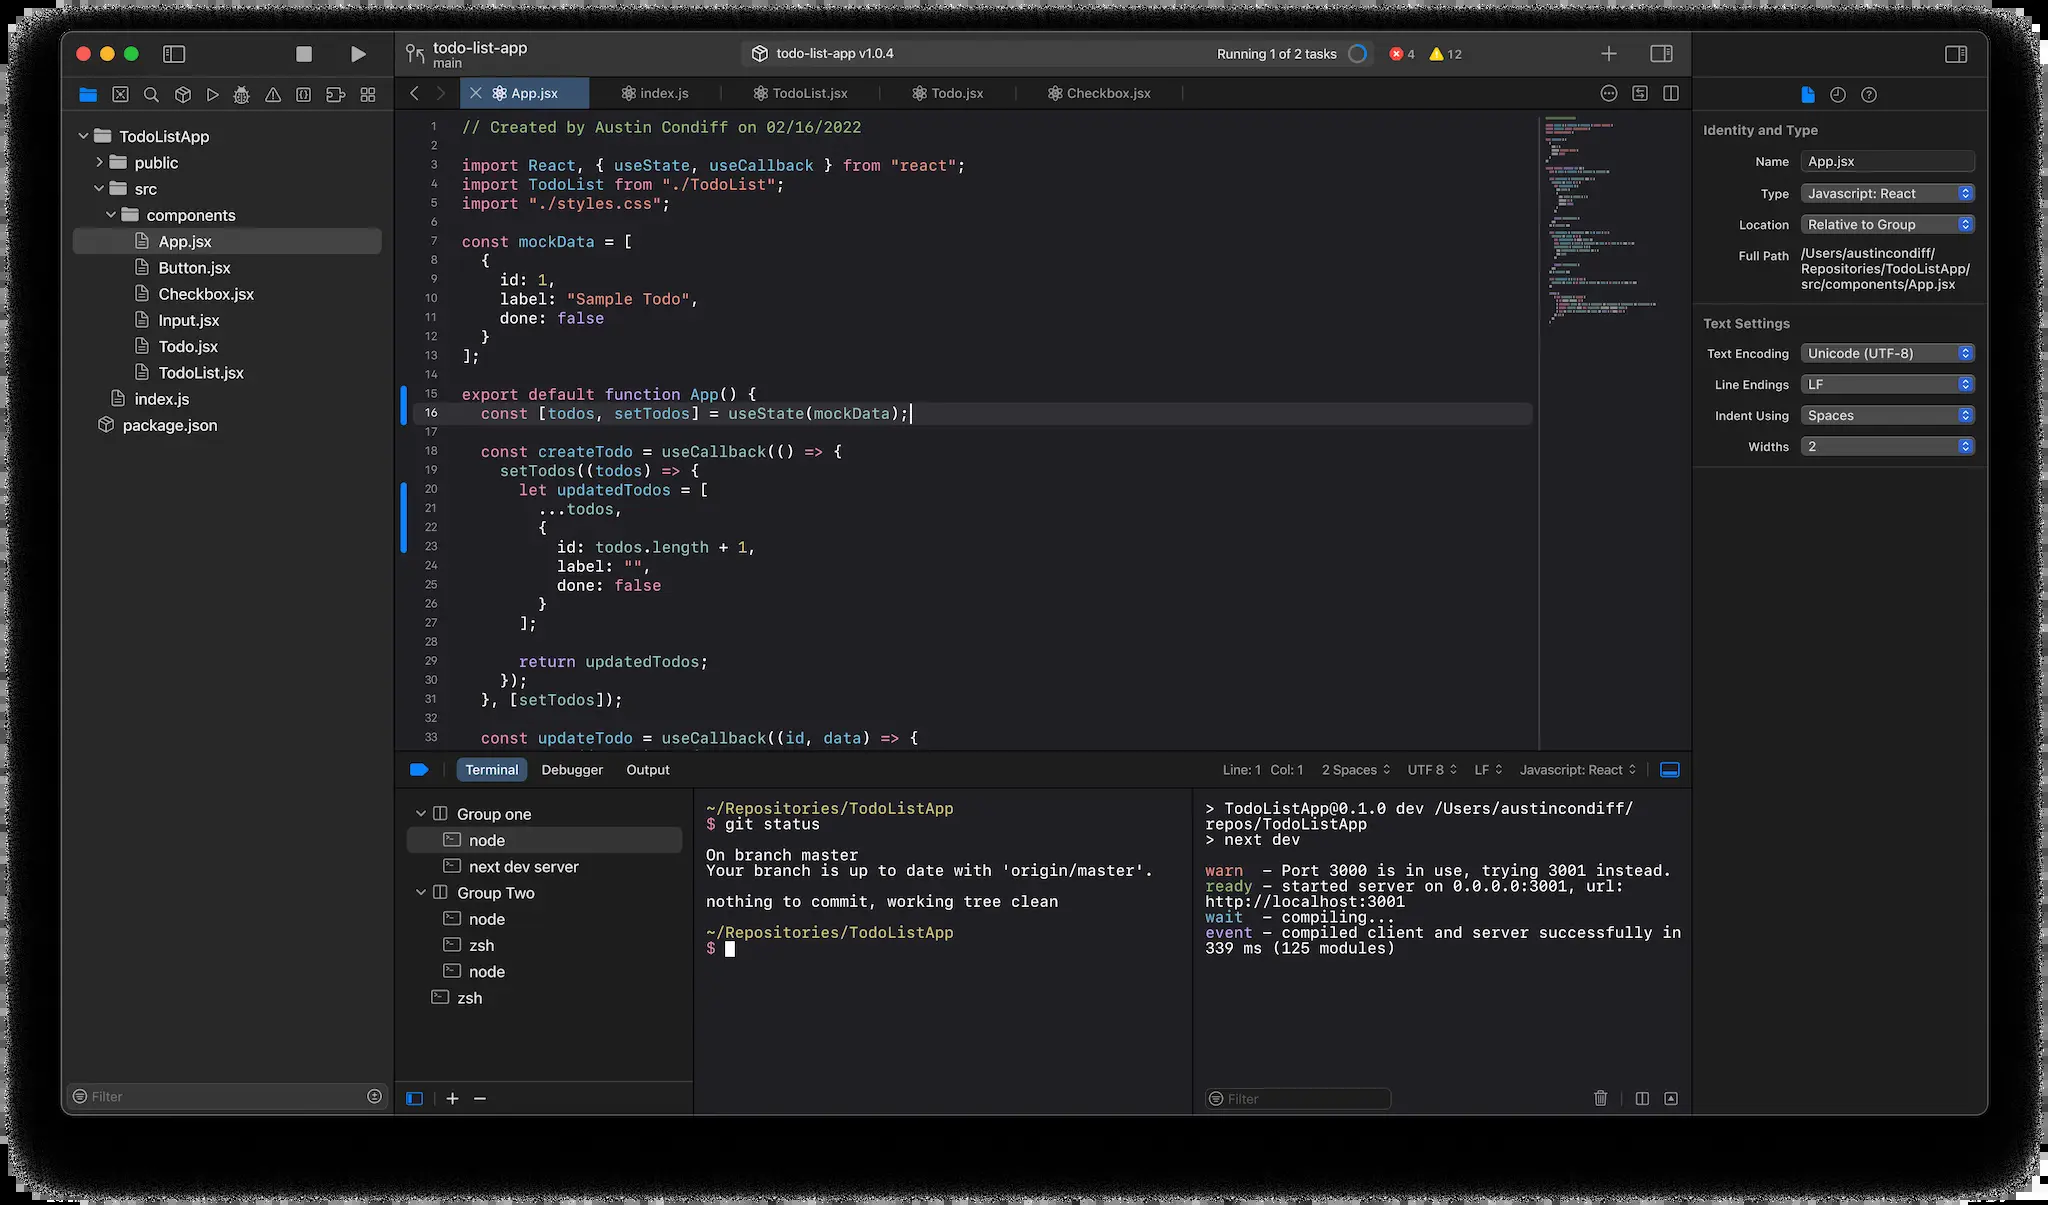 todo-list-app
main
todo-list-app v1.0.4
Running 1 of 2 tasks
4
12
TodoListApp
public
src
components
App.jsx
Button.jsx
Checkbox.jsx
Input.jsx
Todo.jsx
TodoList.jsx
index.js
package.json
Filter
App.jsx
index.js
TodoList.jsx
Todo.jsx
Checkbox.jsx
1 // Created by Austin Condiff on 02/16/2022
2
3 import React, { useState, useCallback } from "react";
4 import TodoList from "./TodoList";
5 import "./styles.css";
6
7 const mockData = [
8 {
9 id: 1,
10 label: "Sample Todo",
11 done: false
12 }
13 ];
14
15 export default function App() {
16 const [todos, setTodos] = useState(mockData);
17
18 const createTodo = useCallback(() => {
19 setTodos((todos) => {
20 let updatedTodos = [
21 ...todos,
22 {
23 id: todos.length + 1,
24 label: "",
25 done: false
26 }
27 ];
28
29 return updatedTodos;
30 });
31 }, [setTodos]);
32
33 const updateTodo = useCallback((id, data) => {
Terminal
Debugger
Output
Line: 1 Col: 1
2 Spaces
UTF 8
LF
Javascript: React
Group one
node
next dev server
Group Two
node
zsh
node
zsh
~/Repositories/TodoListApp
$ git status
On branch master
Your branch is up to date with 'origin/master'.
nothing to commit, working tree clean
~/Repositories/TodoListApp
$
> TodoListApp@0.1.0 dev /Users/austincondiff/
repos/TodoListApp
> next dev
warn – Port 3000 is in use, trying 3001 instead.
ready – started server on 0.0.0.0:3001, url:
http://localhost:3001
wait – compiling...
event – compiled client and server successfully in
339 ms (125 modules)
Filter
Identity and Type
Name App.jsx
Type Javascript: React
Location Relative to Group
Full Path /Users/austincondiff/
Repositories/TodoListApp/
src/components/App.jsx
Text Settings
Text Encoding Unicode (UTF-8)
Line Endings LF
Indent Using Spaces
Widths 2